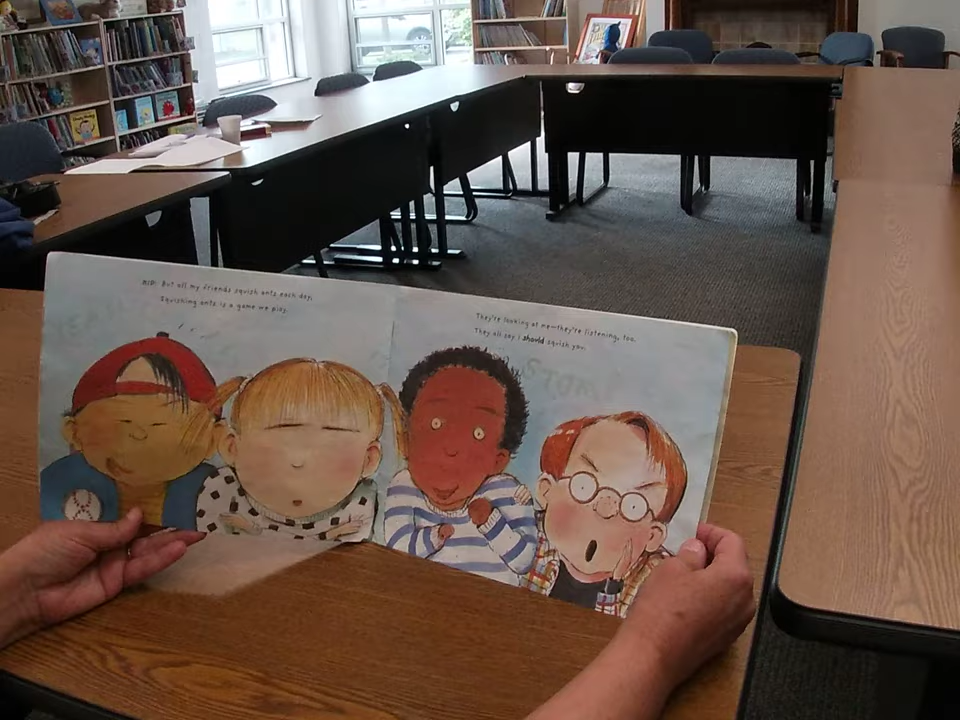 KID: But all my friends squish ants each day,
Squishing ants is a game we play.
They're looking at me—they're listening, too.
They all say I should squish you.